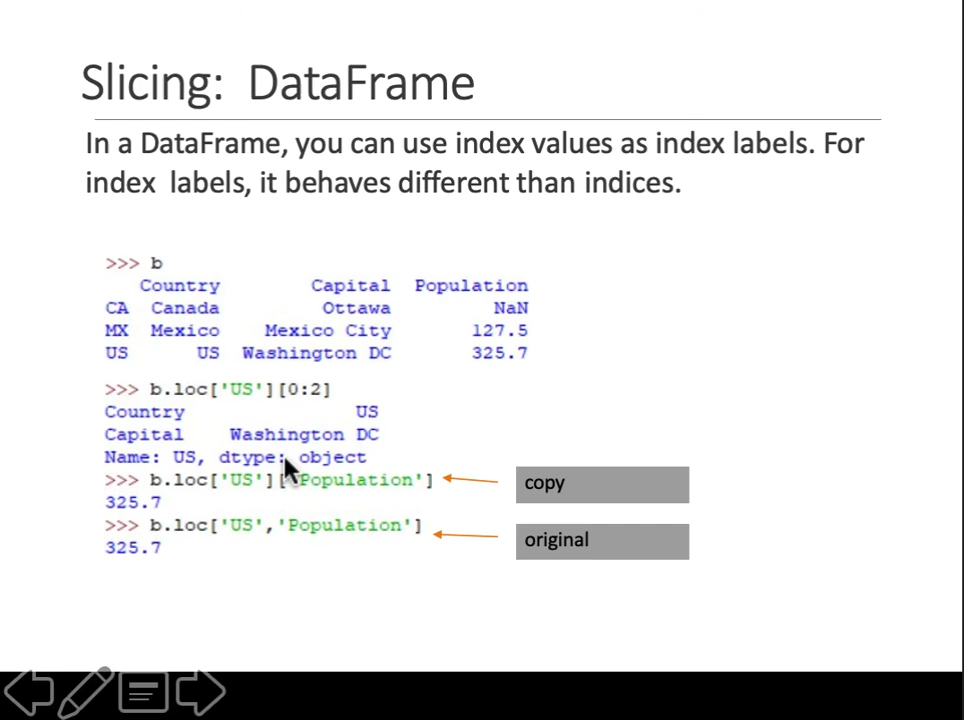 Slicing:  DataFrame
In a DataFrame, you can use index values as index labels. For
index  labels, it behaves different than indices.
>>> b
   Country        Capital  Population
CA  Canada         Ottawa         NaN
MX  Mexico    Mexico City       127.5
US      US  Washington DC       325.7
>>> b.loc['US'][0:2]
Country               US
Capital    Washington DC
Name: US, dtype: object
>>> b.loc['US']['Population']
copy
325.7
>>> b.loc['US','Population']
original
325.7